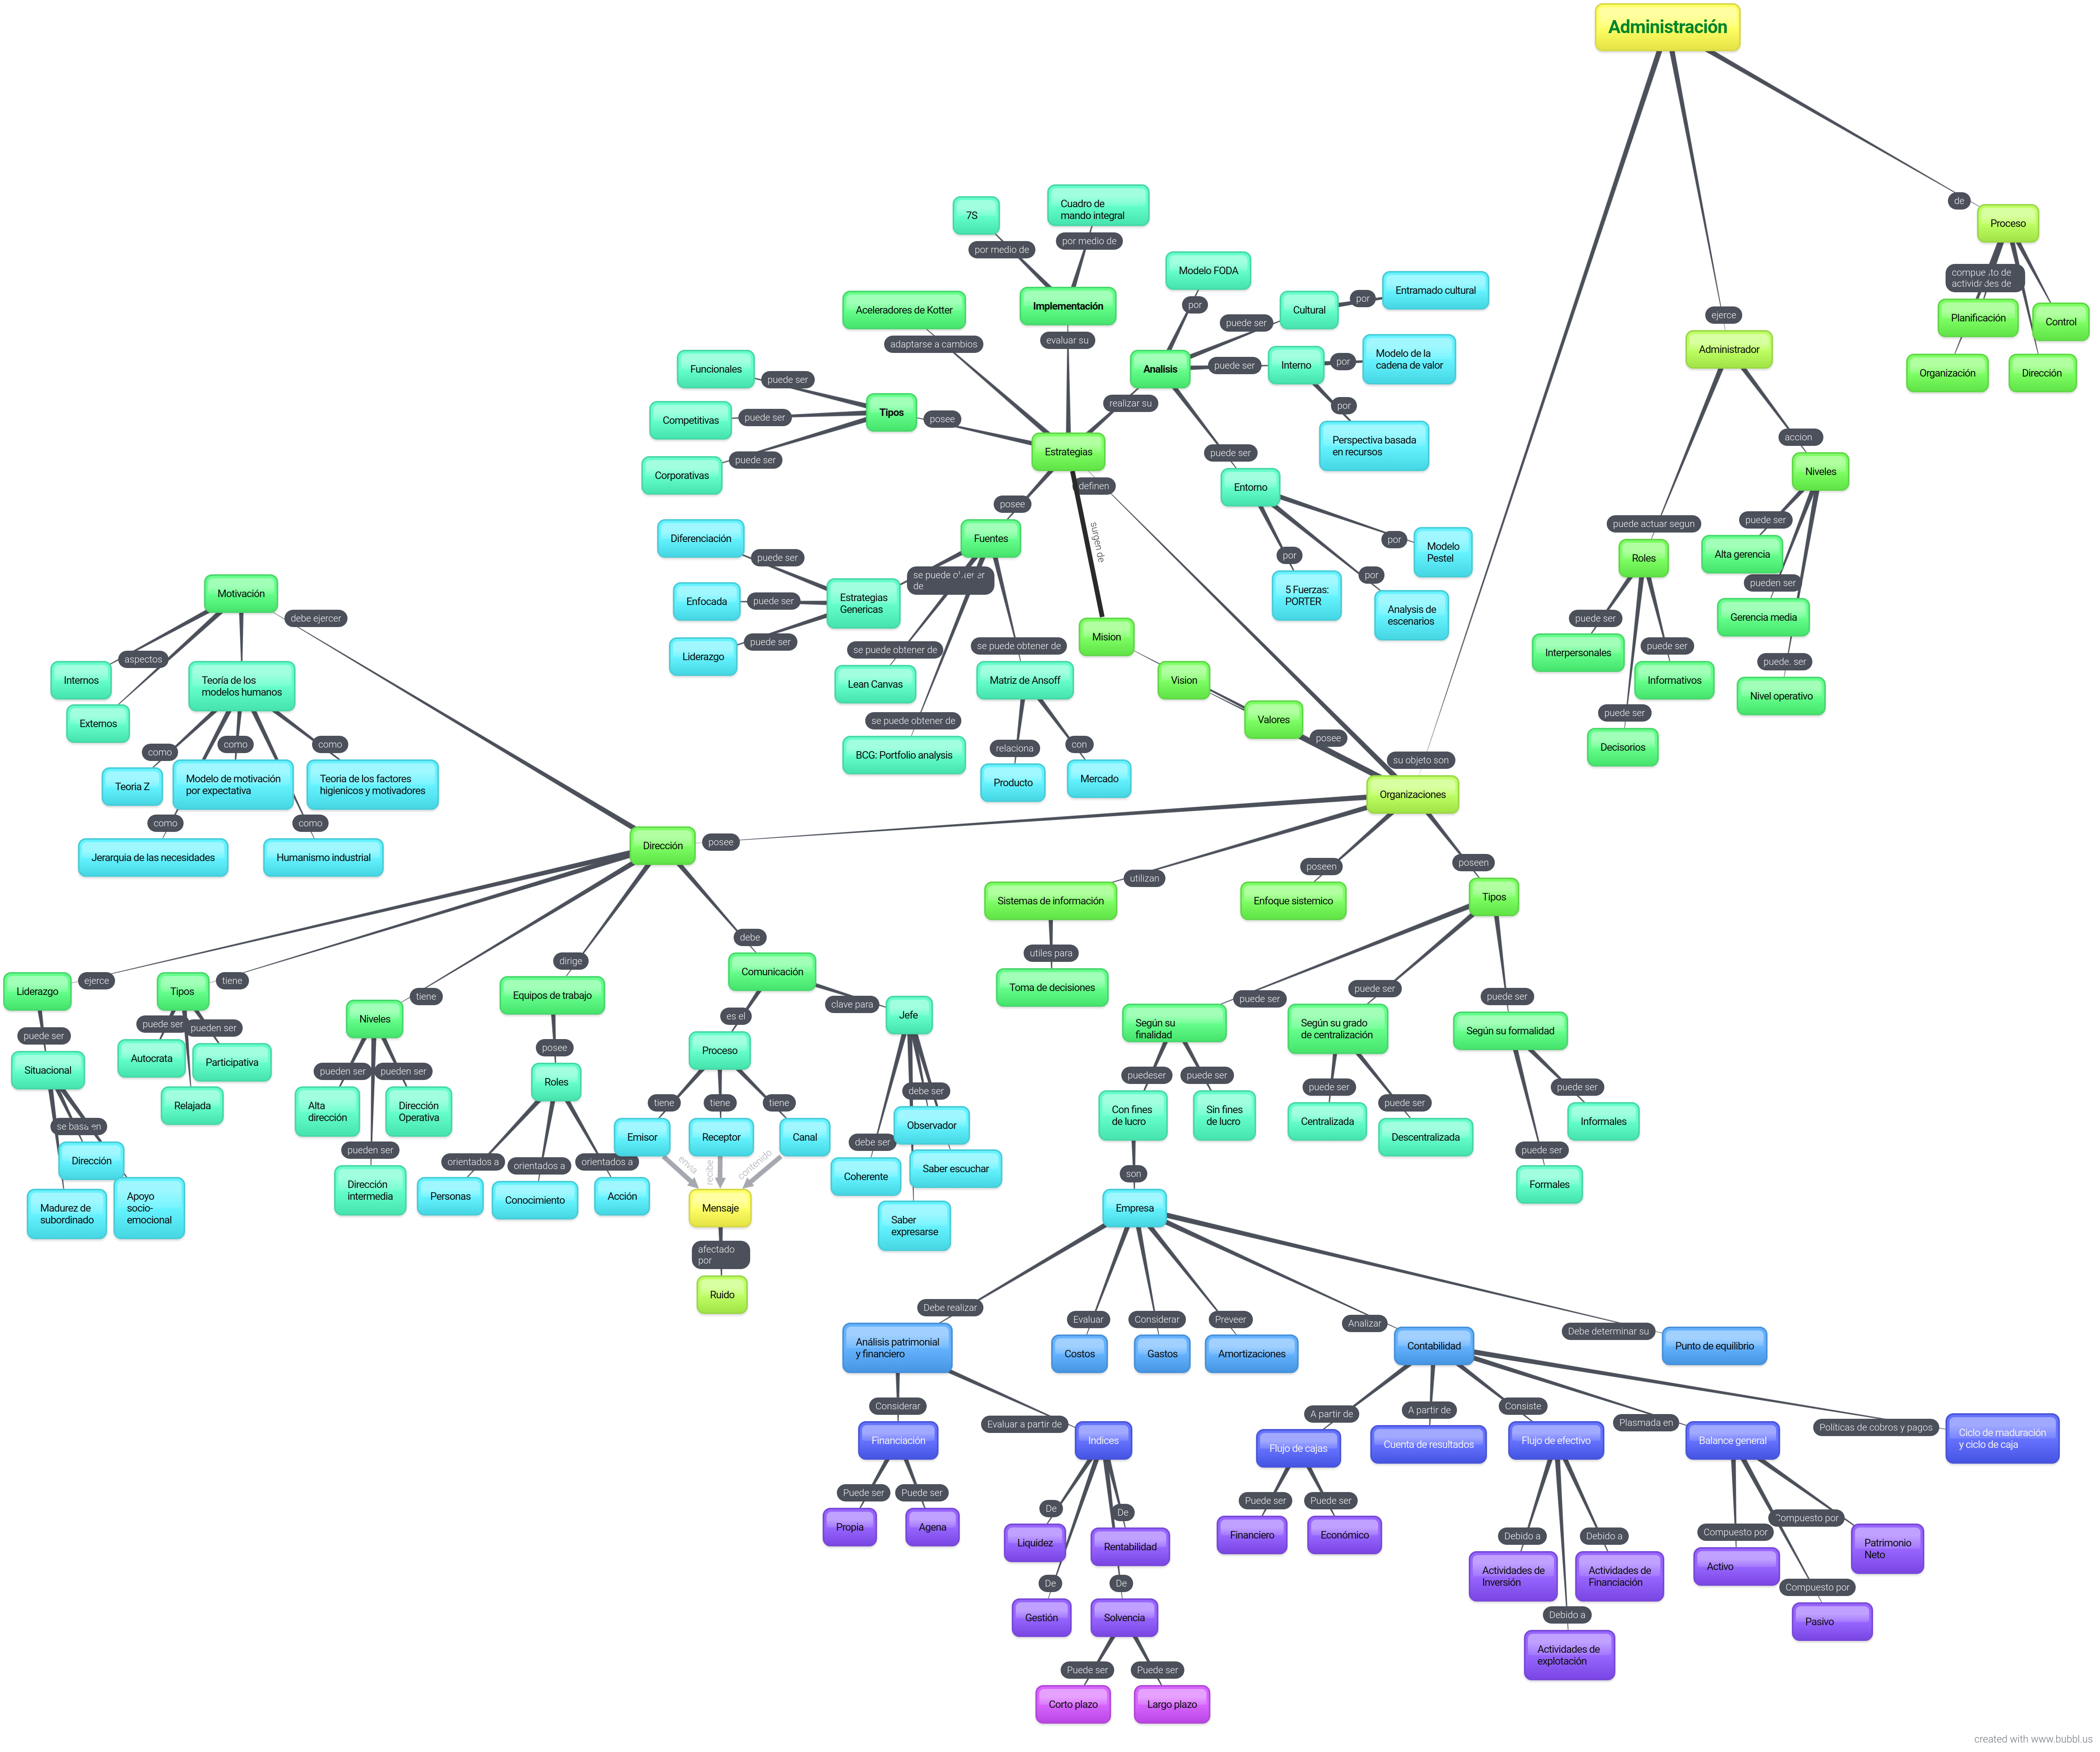 Administración
de
Proceso
compuesto de
actividades de
Planificación
Control
Organización
Dirección
ejerce
Administrador
accion
Niveles
puede ser
Alta gerencia
pueden ser
Gerencia media
puede. ser
Nivel operativo
puede actuar segun
Roles
puede ser
Interpersonales
puede ser
Informativos
puede ser
Decisorios
su objeto son
Organizaciones
7S
por medio de
Cuadro de
mando integral
por medio de
Implementación
evaluar su
Aceleradores de Kotter
adaptarse a cambios
Modelo FODA
por
Analisis
realizar su
puede ser
Cultural
por
Entramado cultural
puede ser
Interno
por
Modelo de la
cadena de valor
por
Perspectiva basada
en recursos
puede ser
Entorno
por
Modelo
Pestel
por
Analysis de
escenarios
por
5 Fuerzas:
PORTER
Funcionales
puede ser
Competitivas
puede ser
Corporativas
puede ser
Tipos
posee
Estrategias
definen
surgen de
posee
Fuentes
se puede obtener
de
Estrategias
Genericas
puede ser
Diferenciación
puede ser
Enfocada
puede ser
Liderazgo
se puede obtener de
Lean Canvas
se puede obtener de
BCG: Portfolio analysis
se puede obtener de
Matriz de Ansoff
relaciona
Producto
con
Mercado
Mision
Vision
Valores
posee
Motivación
debe ejercer
aspectos
Internos
Externos
Teoría de los
modelos humanos
como
Teoria Z
como
Modelo de motivación
por expectativa
como
Teoria de los factores
higienicos y motivadores
como
Jerarquia de las necesidades
como
Humanismo industrial
Dirección
posee
ejerce
Liderazgo
puede ser
Situacional
se basa en
Dirección
Madurez de
subordinado
Apoyo
socio-
emocional
tiene
Tipos
puede ser
pueden ser
Autocrata
Participativa
Relajada
tiene
Niveles
pueden ser
pueden ser
Alta
dirección
Dirección
Operativa
pueden ser
Dirección
intermedia
dirige
Equipos de trabajo
posee
Roles
orientados a
orientados a
orientados a
Personas
Conocimiento
Acción
debe
Comunicación
es el
Proceso
tiene
tiene
tiene
Emisor
Receptor
Canal
envia
recibe
contenido
Mensaje
afectado
por
Ruido
clave para
Jefe
debe ser
Observador
debe ser
Coherente
Saber escuchar
Saber
expresarse
utilizan
Sistemas de información
utiles para
Toma de decisiones
poseen
Enfoque sistemico
poseen
Tipos
puede ser
Según su
finalidad
puedeser
Con fines
de lucro
puede ser
Sin fines
de lucro
puede ser
Según su grado
de centralización
puede ser
Centralizada
puede ser
Descentralizada
puede ser
Según su formalidad
puede ser
Informales
puede ser
Formales
son
Empresa
Debe realizar
Análisis patrimonial
y financiero
Evaluar
Costos
Considerar
Gastos
Preveer
Amortizaciones
Analizar
Contabilidad
Debe determinar su
Punto de equilibrio
Considerar
Financiación
Puede ser
Propia
Puede ser
Agena
Evaluar a partir de
Indices
De
Liquidez
De
Rentabilidad
De
Gestión
De
Solvencia
Puede ser
Corto plazo
Puede ser
Largo plazo
A partir de
Flujo de cajas
Puede ser
Financiero
Puede ser
Económico
A partir de
Cuenta de resultados
Consiste
Flujo de efectivo
Debido a
Actividades de
Inversión
Debido a
Actividades de
Financiación
Debido a
Actividades de
explotación
Plasmada en
Balance general
Compuesto por
Activo
Compuesto por
Patrimonio
Neto
Compuesto por
Pasivo
Políticas de cobros y pagos
Ciclo de maduración
y ciclo de caja
created with www.bubbl.us